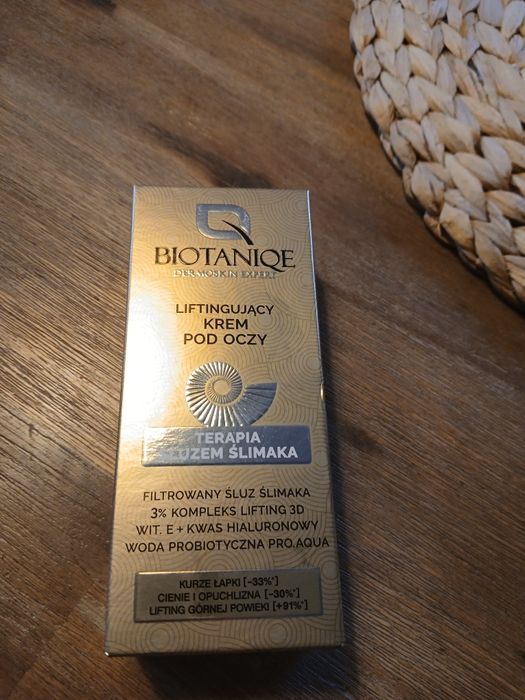 BIOTANIQE
DERMOSKIN EXPERT
LIFTINGUJĄCY
KREM
POD OCZY
TERAPIA
ŚLUZEM ŚLIMAKA
FILTROWANY ŚLUZ ŚLIMAKA
3% KOMPLEKS LIFTING 3D
WIT. E + KWAS HIALURONOWY
WODA PROBIOTYCZNA PRO.AQUA
KURZE ŁAPKI [-33%*]
CIENIE I OPUCHLIZNA [-30%*]
LIFTING GÓRNEJ POWIEKI [+91%*]